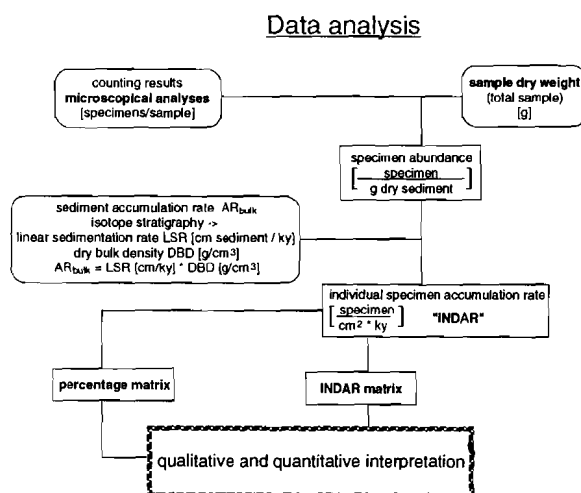 Data analysis
counting results
microscopical analyses
[specimens/sample]
sample dry weight
(total sample)
[g]
specimen abundance
[ specimen
g dry sediment ]
sediment accumulation rate AR_bulk
isotope stratigraphy ->
linear sedimentation rate LSR [cm sediment / ky]
dry bulk density DBD [g/cm³]
AR_bulk = LSR [cm/ky] * DBD [g/cm³]
individual specimen accumulation rate
[ specimen
cm² * ky ] "INDAR"
percentage matrix
INDAR matrix
qualitative and quantitative interpretation